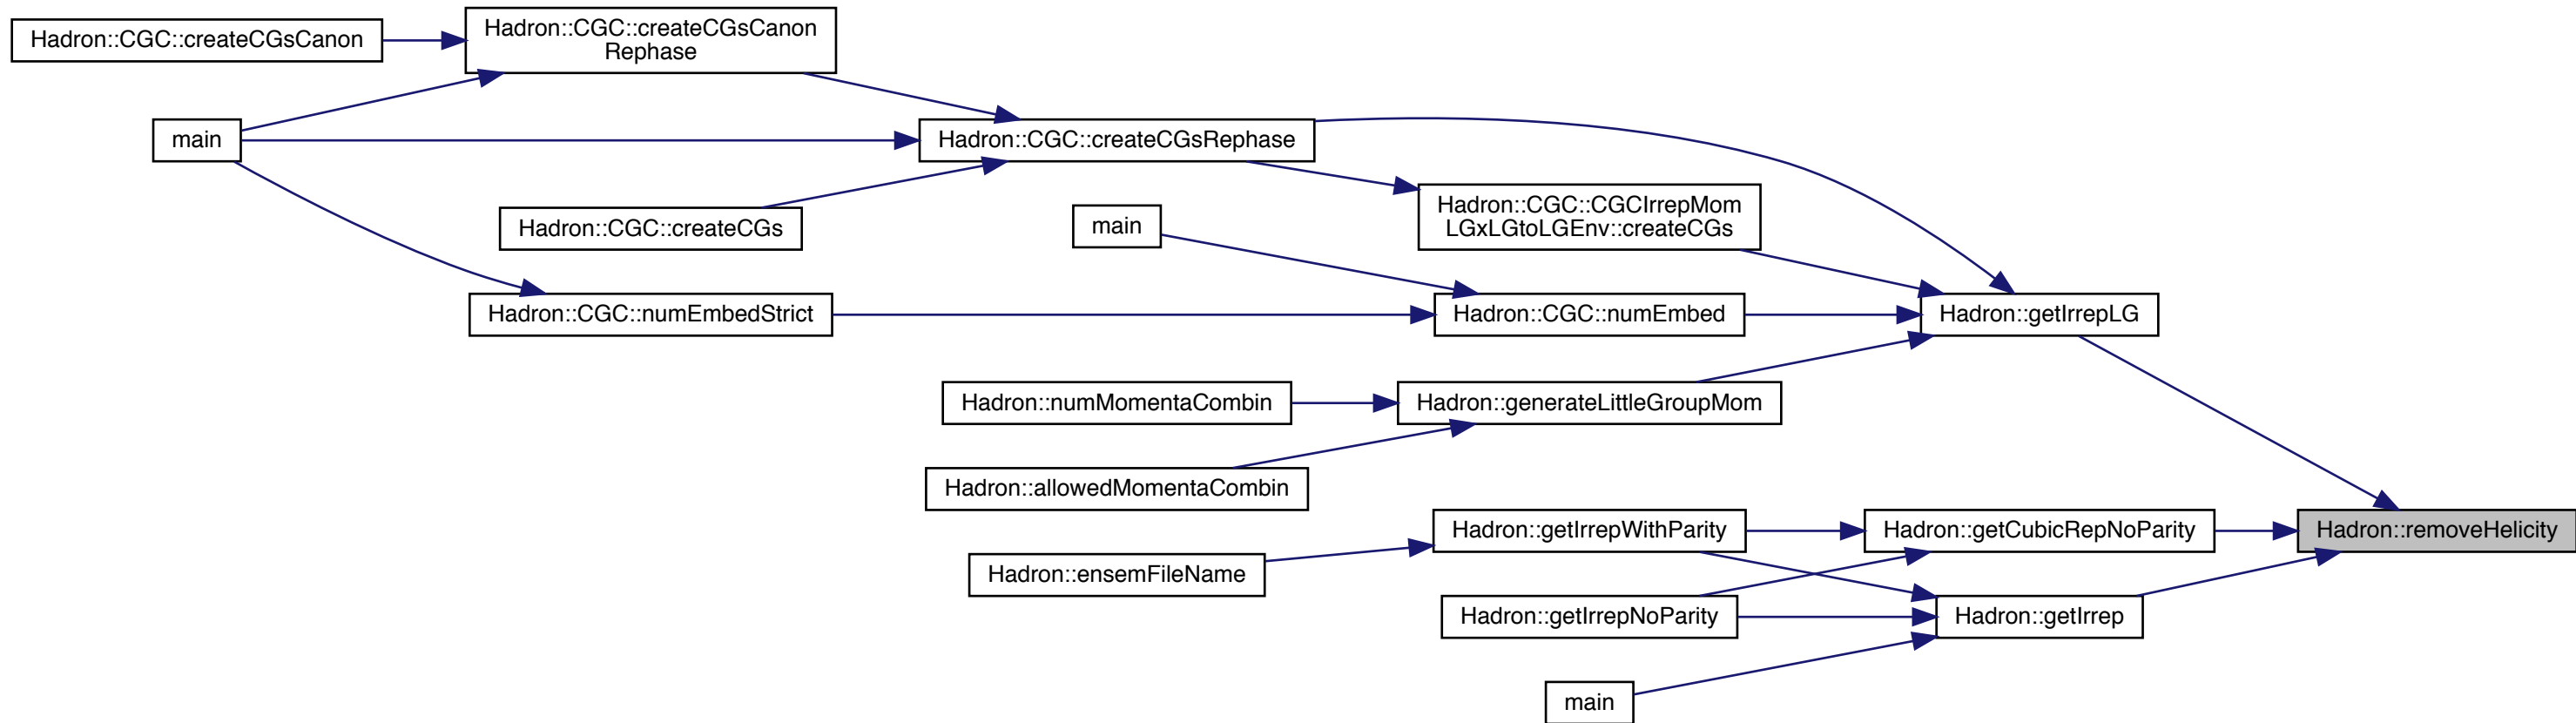 Hadron::CGC::createCGsCanon
Hadron::CGC::createCGsCanon
Rephase
main
Hadron::CGC::createCGsRephase
Hadron::CGC::createCGs
main
Hadron::CGC::CGCIrrepMom
LGxLGtoLGEnv::createCGs
Hadron::CGC::numEmbedStrict
Hadron::CGC::numEmbed
Hadron::getIrrepLG
Hadron::numMomentaCombin
Hadron::generateLittleGroupMom
Hadron::allowedMomentaCombin
Hadron::getIrrepWithParity
Hadron::getCubicRepNoParity
Hadron::removeHelicity
Hadron::ensemFileName
Hadron::getIrrepNoParity
Hadron::getIrrep
main